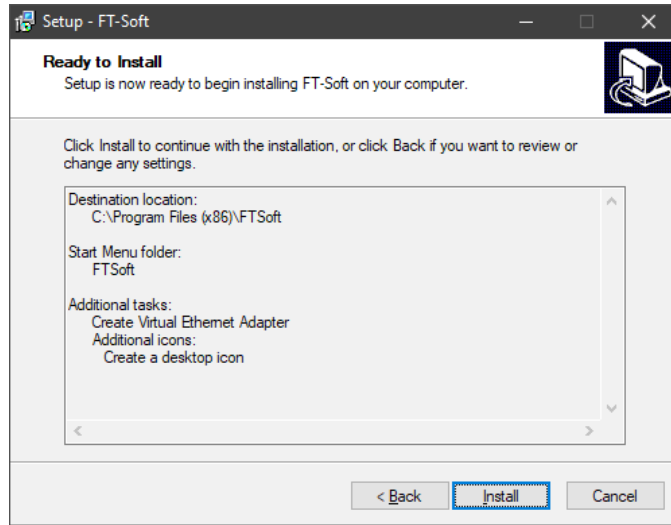 Setup - FT-Soft
Ready to Install
Setup is now ready to begin installing FT-Soft on your computer.
Click Install to continue with the installation, or click Back if you want to review or
change any settings.
Destination location:
C:\Program Files (x86)\FTSoft
Start Menu folder:
FTSoft
Additional tasks:
Create Virtual Ethernet Adapter
Additional icons:
Create a desktop icon
< Back
Install
Cancel